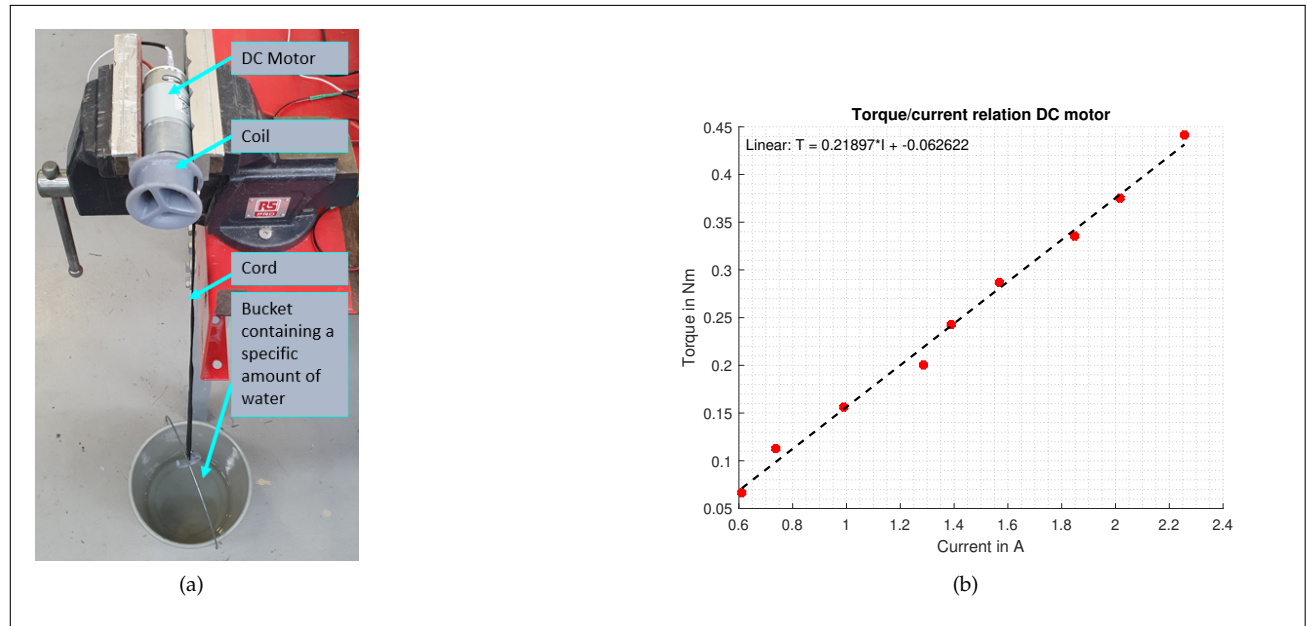 DC Motor
Coil
RS
PRO
Cord
Bucket
containing a
specific
amount of
water
(a)
Torque/current relation DC motor
Linear: T = 0.21897*I + -0.062622
Torque in Nm
0.45
0.4
0.35
0.3
0.25
0.2
0.15
0.1
0.05
0.6 0.8 1 1.2 1.4 1.6 1.8 2 2.2 2.4
Current in A
(b)